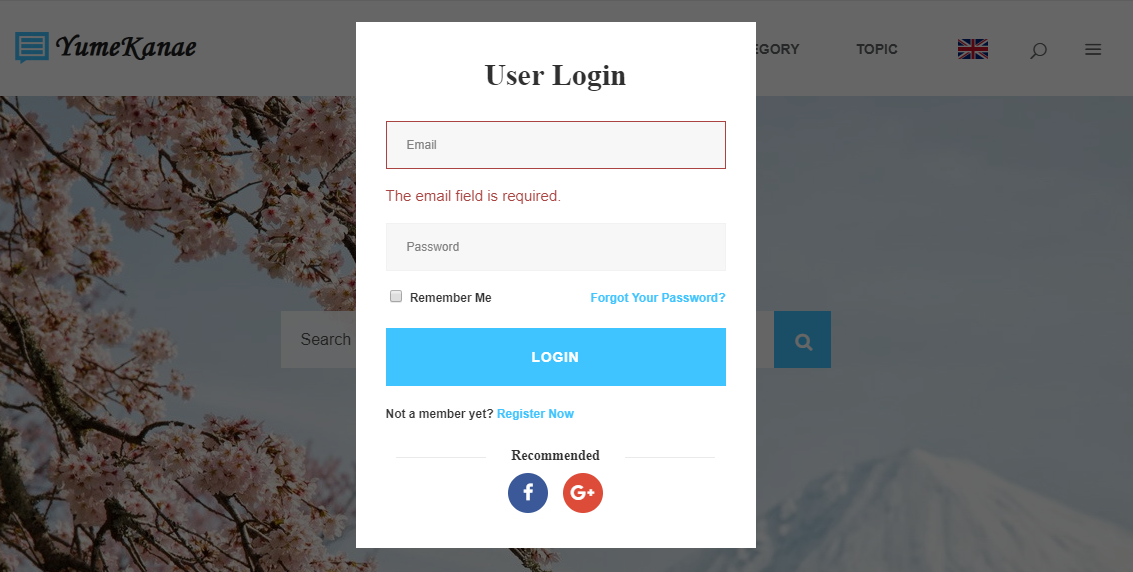 YumeKanae
EGORY
TOPIC
User Login
Email
The email field is required.
Password
Remember Me
Forgot Your Password?
Search
LOGIN
Not a member yet? Register Now
Recommended
f
G+